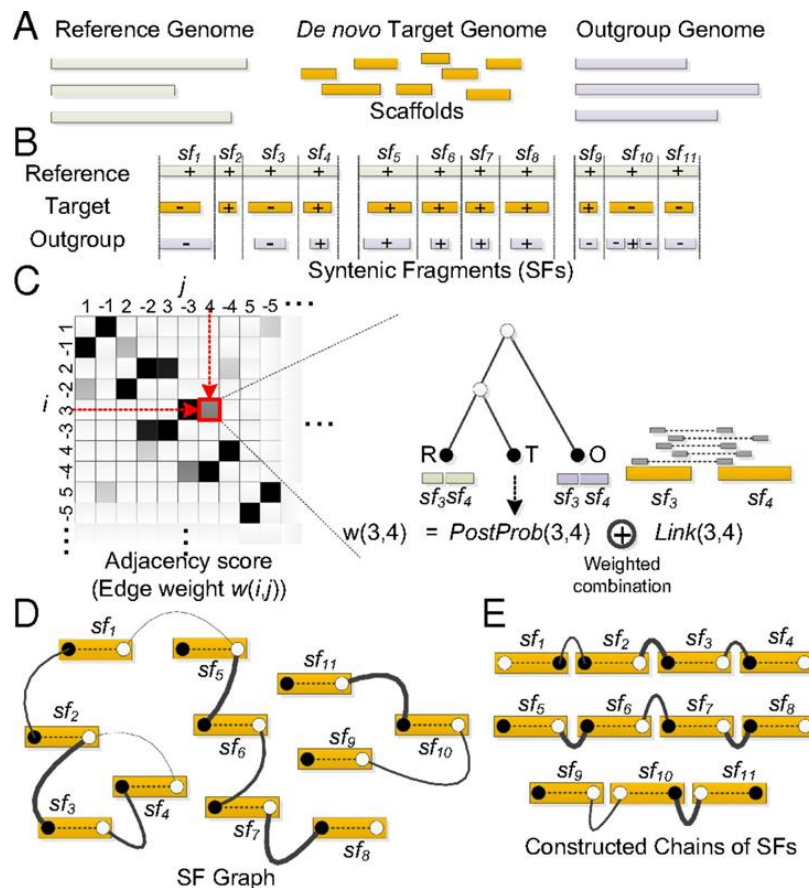 A
Reference Genome
De novo Target Genome
Outgroup Genome
Scaffolds
B
sf1 sf2 sf3 sf4 sf5 sf6 sf7 sf8 sf9 sf10 sf11
Reference + + + + + + + + + + +
Target - + - + + + + + + - -
Outgroup - - + + + + + - - + - -
Syntenic Fragments (SFs)
C
j
1 -1 2 -2 3 -3 4 -4 5 -5 ...
i
1
-1
2
-2
3
-3
4
-4
5
-5
...
Adjacency score
(Edge weight w(i,j))
R T O
sf3 sf4 sf3 sf4 sf3 sf4
w(3,4) = PostProb(3,4) + Link(3,4)
Weighted
combination
D
sf1
sf5
sf11
sf2
sf6
sf9
sf10
sf4
sf3
sf7
sf8
SF Graph
E
sf1 sf2 sf3 sf4
sf5 sf6 sf7 sf8
sf9 sf10 sf11
Constructed Chains of SFs